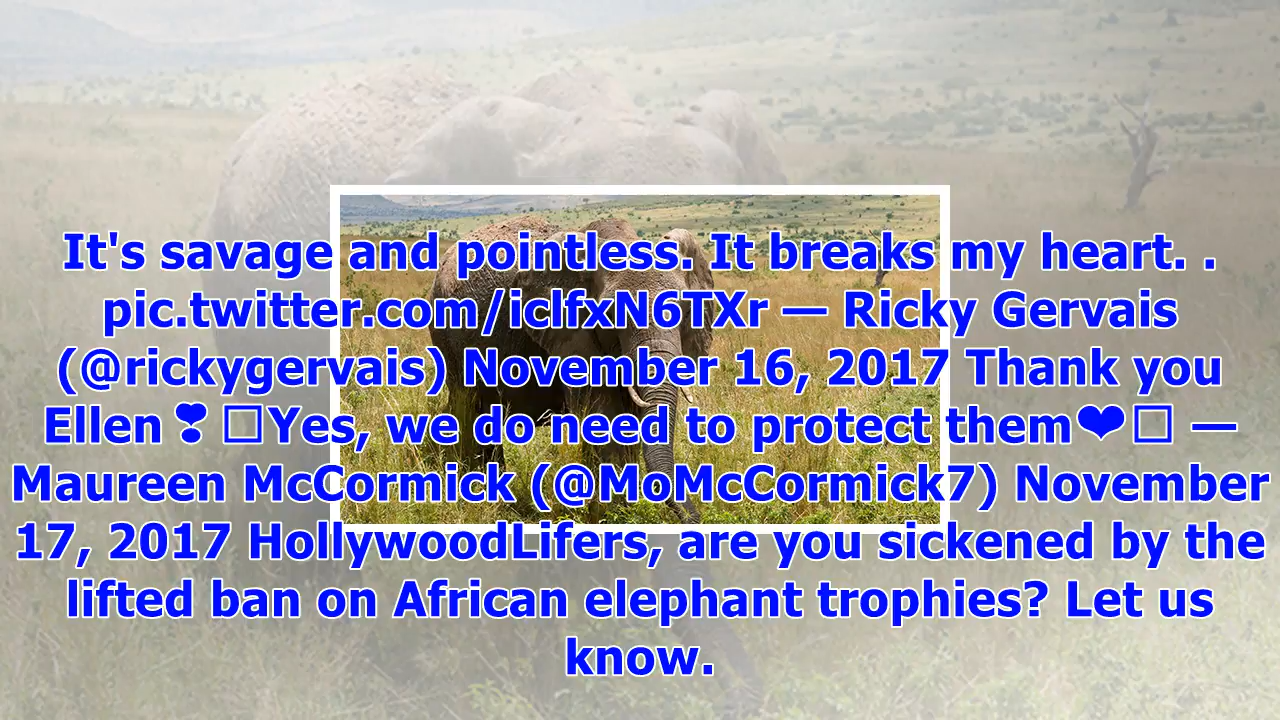 It's savage and pointless. It breaks my heart. .
pic.twitter.com/iclfxN6TXr — Ricky Gervais
(@rickygervais) November 16, 2017 Thank you
Ellen❣□Yes, we do need to protect them❤□ —
Maureen McCormick (@MoMcCormick7) November
17, 2017 HollywoodLifers, are you sickened by the
lifted ban on African elephant trophies? Let us
know.